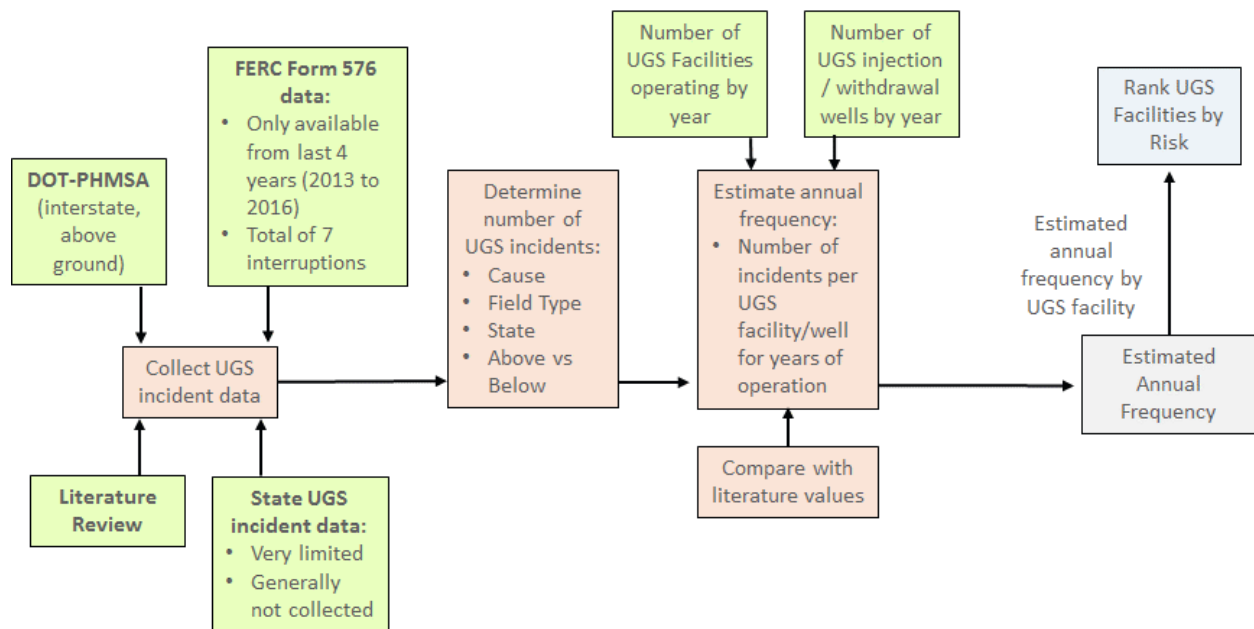 DOT-PHMSA
(interstate,
above
ground)
FERC Form 576
data:
• Only available
from last 4
years (2013 to
2016)
• Total of 7
interruptions
Collect UGS
incident data
Literature
Review
State UGS
incident data:
• Very limited
• Generally
not collected
Determine
number of
UGS incidents:
• Cause
• Field Type
• State
• Above vs
Below
Number of
UGS Facilities
operating by
year
Number of
UGS injection
/ withdrawal
wells by year
Estimate annual
frequency:
• Number of
incidents per
UGS
facility/well
for years of
operation
Compare with
literature values
Rank UGS
Facilities by
Risk
Estimated
annual
frequency by
UGS facility
Estimated
Annual
Frequency